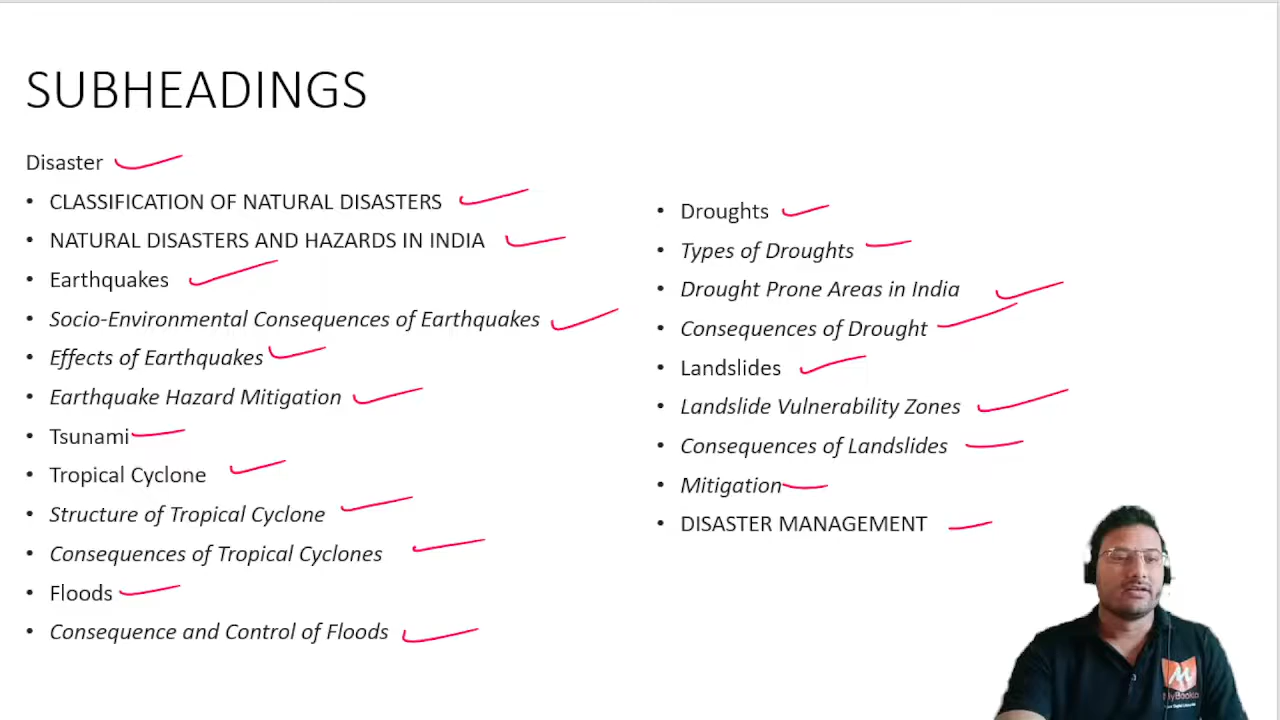 SUBHEADINGS
Disaster
• CLASSIFICATION OF NATURAL DISASTERS
• NATURAL DISASTERS AND HAZARDS IN INDIA
• Earthquakes
• Socio-Environmental Consequences of Earthquakes
• Effects of Earthquakes
• Earthquake Hazard Mitigation
• Tsunami
• Tropical Cyclone
• Structure of Tropical Cyclone
• Consequences of Tropical Cyclones
• Floods
• Consequence and Control of Floods
• Droughts
• Types of Droughts
• Drought Prone Areas in India
• Consequences of Drought
• Landslides
• Landslide Vulnerability Zones
• Consequences of Landslides
• Mitigation
• DISASTER MANAGEMENT